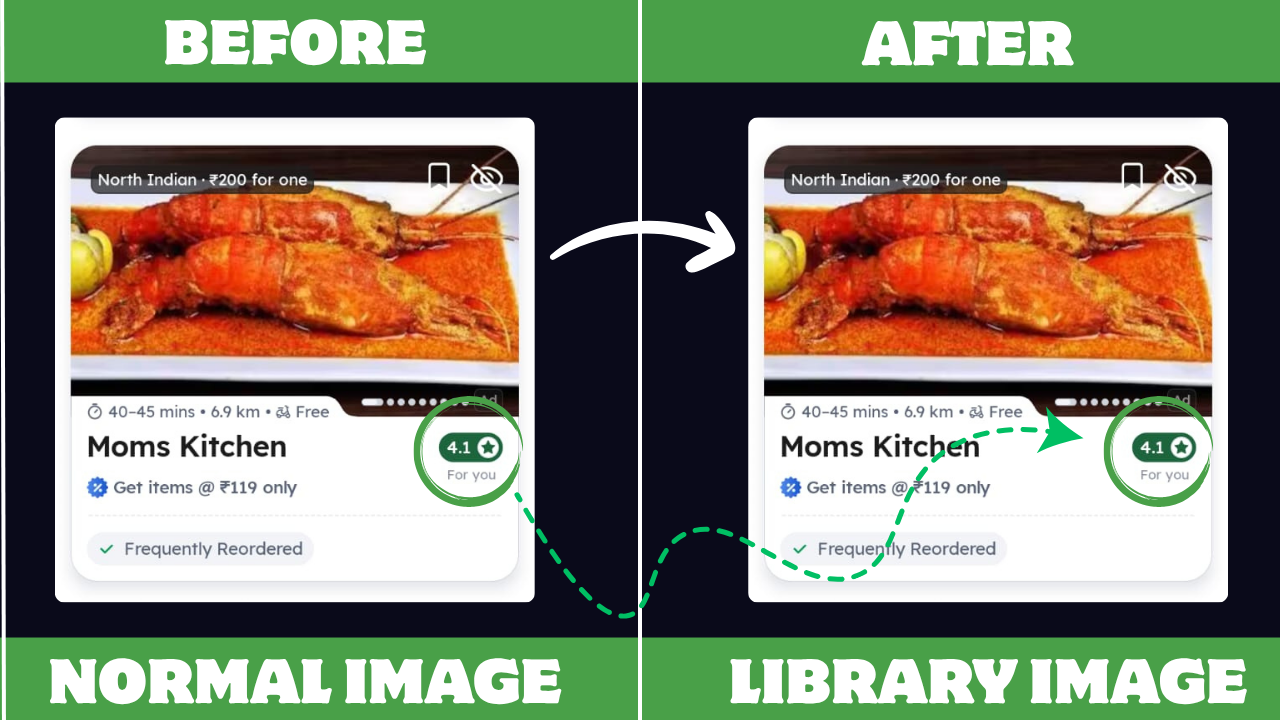 BEFORE
AFTER
North Indian · ₹200 for one
Ad
40–45 mins • 6.9 km • Free
Moms Kitchen
4.1
For you
Get items @ ₹119 only
Frequently Reordered
North Indian · ₹200 for one
Ad
40–45 mins • 6.9 km • Free
Moms Kitchen
4.1
For you
Get items @ ₹119 only
Frequently Reordered
NORMAL IMAGE
LIBRARY IMAGE